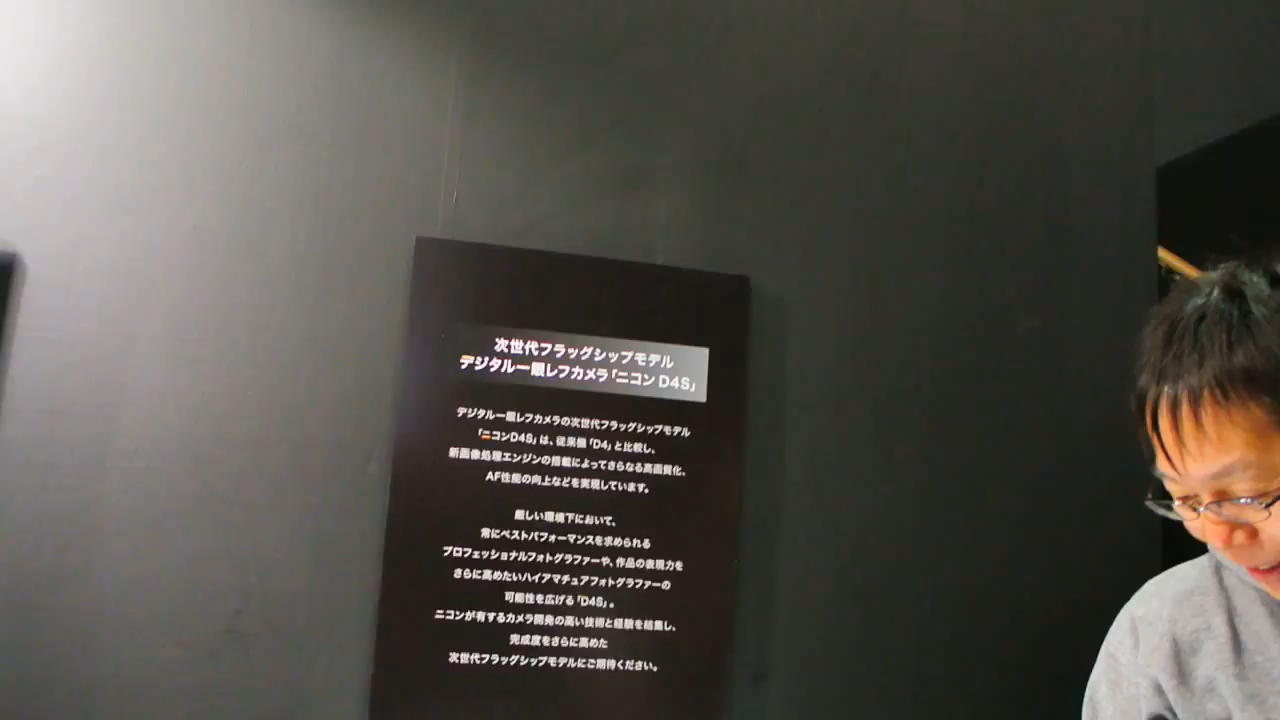 次世代フラッグシップモデル
デジタル一眼レフカメラ「ニコン D4S」
デジタル一眼レフカメラの次世代フラッグシップモデル
「ニコンD4S」は、従来機「D4」と比較し、
新画像処理エンジンの搭載によってさらなる高画質化、
AF性能の向上などを実現しています。
厳しい環境下において、
常にベストパフォーマンスを求められる
プロフェッショナルフォトグラファーや、作品の表現力を
さらに高めたいハイアマチュアフォトグラファーの
可能性を広げる「D4S」。
ニコンが有するカメラ開発の高い技術と経験を結集し、
完成度をさらに高めた
次世代フラッグシップモデルにご期待ください。